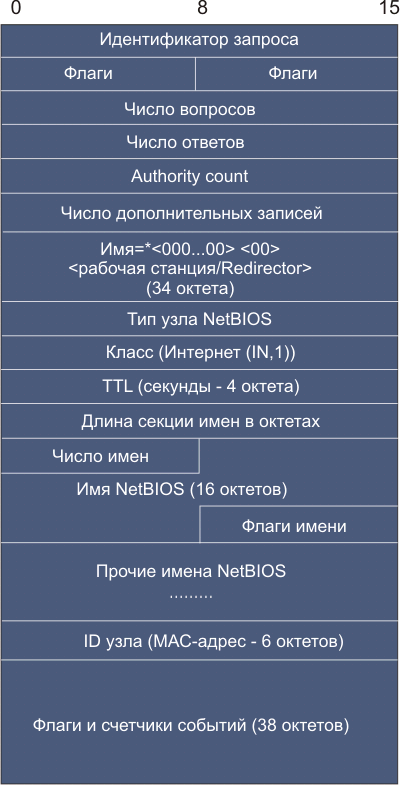 0 8 15
Идентификатор запроса
Флаги Флаги
Число вопросов
Число ответов
Authority count
Число дополнительных записей
Имя=*<000...00> <00>
<рабочая станция/Redirector>
(34 октета)
Тип узла NetBIOS
Класс (Интернет (IN,1))
TTL (секунды - 4 октета)
Длина секции имен в октетах
Число имен
Имя NetBIOS (16 октетов)
Флаги имени
Прочие имена NetBIOS
.........
ID узла (MAC-адрес - 6 октетов)
Флаги и счетчики событий (38 октетов)